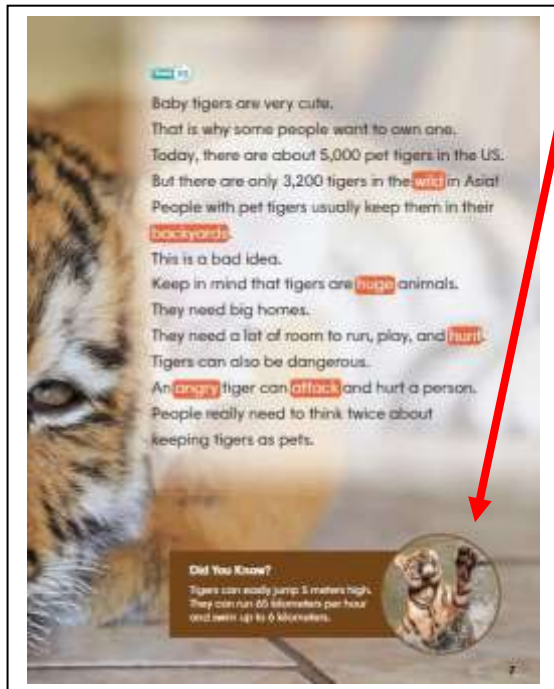 Baby tigers are very cute.
That is why some people want to own one.
Today, there are about 5,000 pet tigers in the US.
But there are only 3,200 tigers in the wild in Asia!
People with pet tigers usually keep them in their
backyards.
This is a bad idea.
Keep in mind that tigers are huge animals.
They need big homes.
They need a lot of room to run, play, and hunt.
Tigers can also be dangerous.
An angry tiger can attack and hurt a person.
People really need to think twice about
keeping tigers as pets.
Did You Know?
Tigers can easily jump 5 meters high.
They can run 65 kilometers per hour
and swim up to 6 kilometers.
7